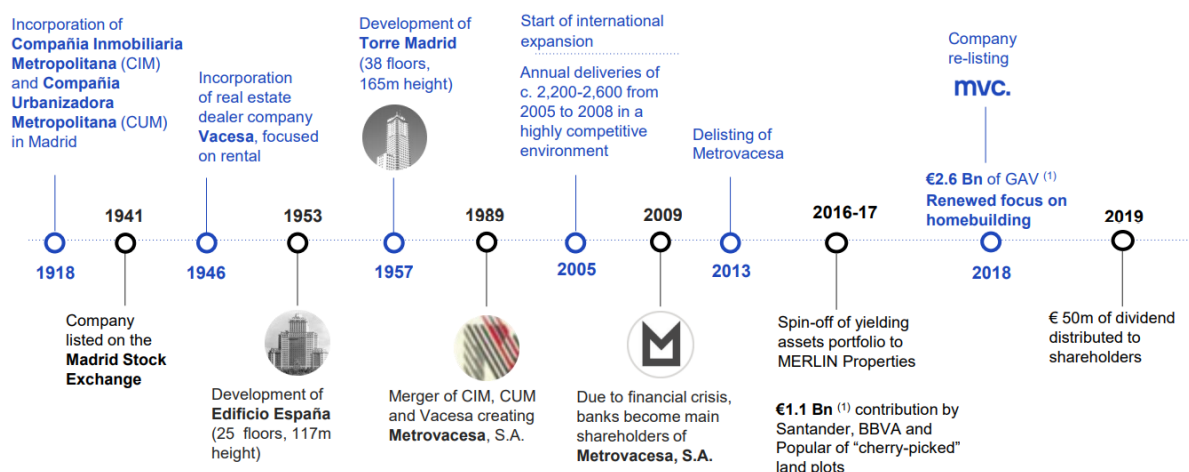 Incorporation of
Compañia Inmobiliaria
Metropolitana (CIM)
and Compañia
Urbanizadora
Metropolitana (CUM)
in Madrid
1918
1941
Company
listed on the
Madrid Stock
Exchange
Incorporation
of real estate
dealer company
Vacesa, focused
on rental
1946
1953
Development of
Edificio España
(25 floors, 117m
height)
Development of
Torre Madrid
(38 floors,
165m height)
1957
1989
Merger of CIM, CUM
and Vacesa creating
Metrovacesa, S.A.
Start of international
expansion
Annual deliveries of
c. 2,200-2,600 from
2005 to 2008 in a
highly competitive
environment
2005
2009
Due to financial crisis,
banks become main
shareholders of
Metrovacesa, S.A.
Delisting of
Metrovacesa
2013
2016-17
Spin-off of yielding
assets portfolio to
MERLIN Properties
€1.1 Bn (1) contribution by
Santander, BBVA and
Popular of “cherry-picked”
land plots
Company
re-listing
mvc.
€2.6 Bn of GAV (1)
Renewed focus on
homebuilding
2018
2019
€ 50m of dividend
distributed to
shareholders